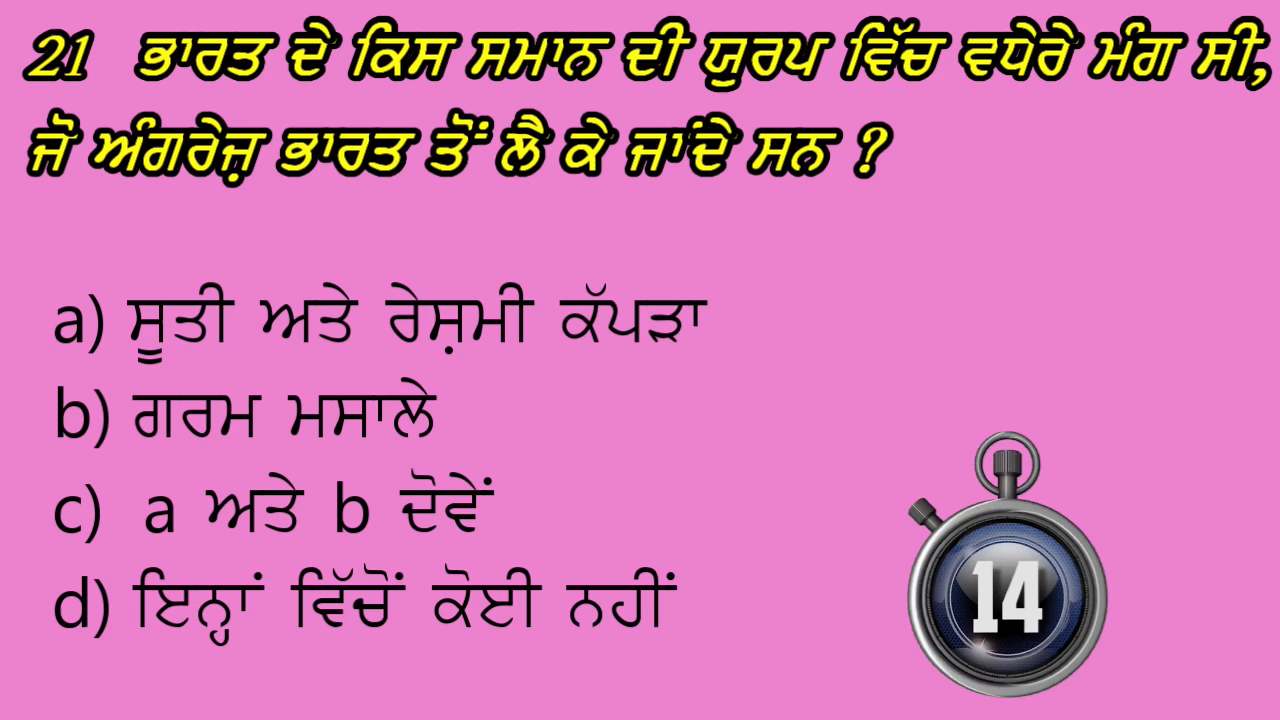 21 ਭਾਰਤ ਦੇ ਕਿਸ ਸਮਾਨ ਦੀ ਯੁਰਪ ਵਿੱਚ ਵਧੇਰੇ ਮੰਗ ਸੀ,
ਜੋ ਅੰਗਰੇਜ਼ ਭਾਰਤ ਤੋਂ ਲੈ ਕੇ ਜਾਂਦੇ ਸਨ ?
a) ਸੂਤੀ ਅਤੇ ਰੇਸ਼ਮੀ ਕੱਪੜਾ
b) ਗਰਮ ਮਸਾਲੇ
c) a ਅਤੇ b ਦੋਵੇਂ
d) ਇਨ੍ਹਾਂ ਵਿੱਚੋਂ ਕੋਈ ਨਹੀਂ
14